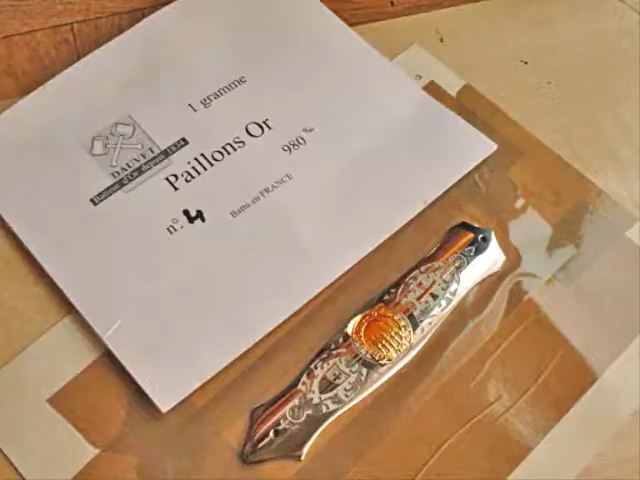 1 gramme
DAUVET
Batteur d'Or depuis 1834
Paillons Or
980 ‰
n°. 4
Battu en FRANCE